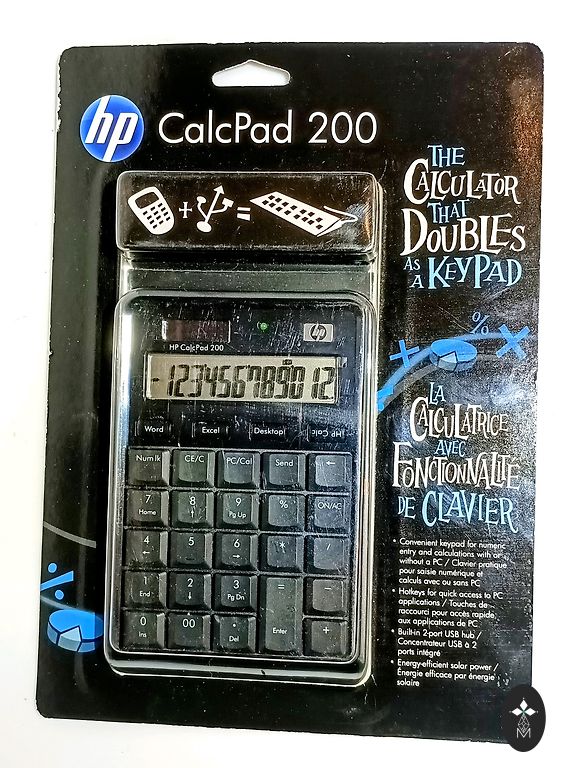 hp
CalcPad 200
THE
CALCULATOR
THAT
DOUBLES
AS
A KEYPAD
+ =
hp
HP CalcPad 200
-123456789012
Word Excel Desktop HP Calc
Num lk CE/C PC/Cal Send ←
7 8 9 % ON/AC
Home ↑ Pg Up
4 5 6 * /
← →
1 2 3 = −
End ↓ Pg Dn
0 00 . Enter +
Ins Del
% ×
+
LA
CALCULATRICE
AVEC
FONCTIONNALITÉ
DE CLAVIER
• Convenient keypad for numeric
entry and calculations with or
without a PC / Clavier pratique
pour saisie numérique et
calculs avec ou sans PC
• Hotkeys for quick access to PC
applications / Touches de
raccourci pour accès rapide
aux applications de PC
• Built-in 2-port USB hub /
Concentrateur USB à 2
ports intégré
• Energy-efficient solar power /
Énergie efficace par énergie
solaire
÷
M